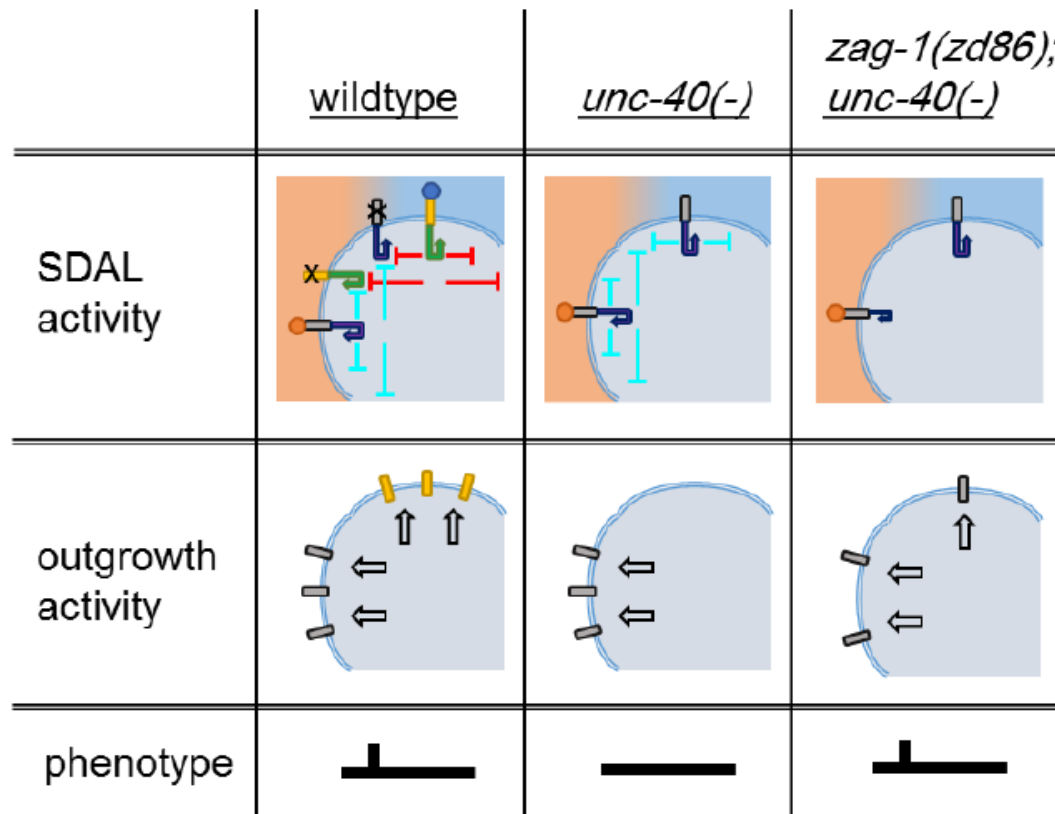 wildtype
unc-40(-)
zag-1(zd86);
unc-40(-)
SDAL
activity
X
X
outgrowth
activity
phenotype